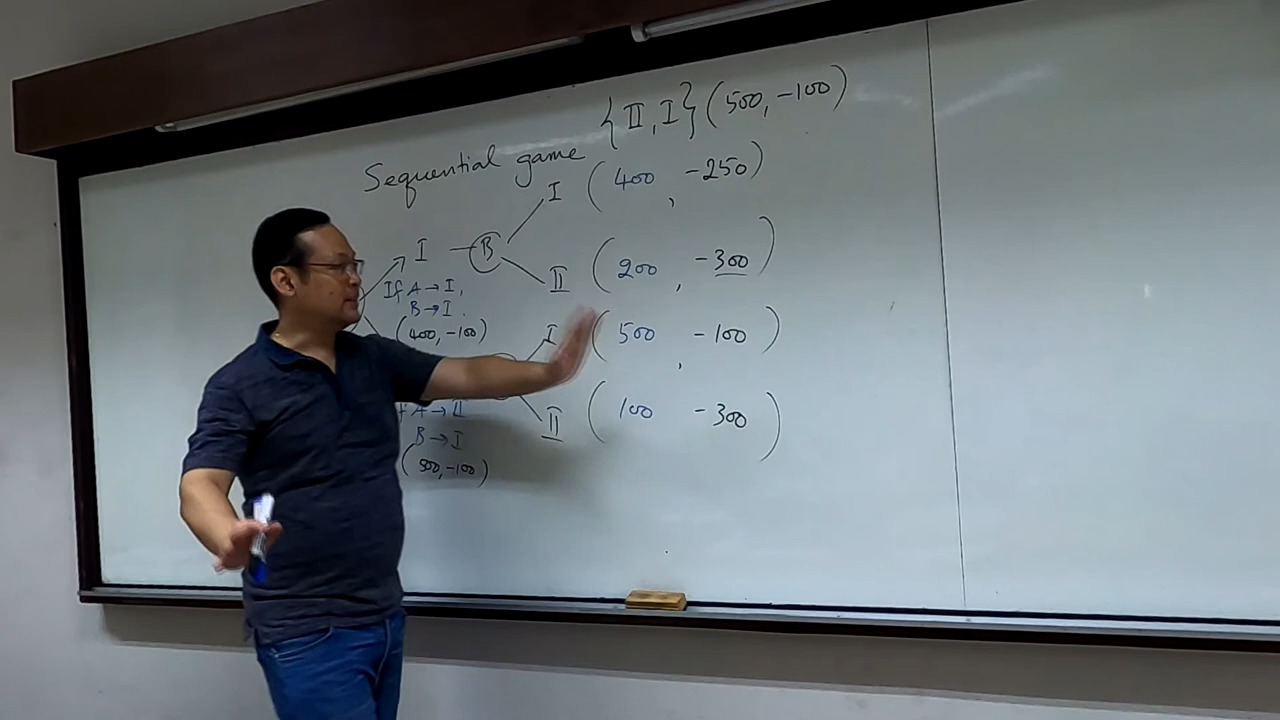 {II, I} (500, -100)
Sequential game
I (400, -250)
I B
II (200, -300)
If A → I,
B → I.
(400, -100)
I (500, -100)
A → II
II (100, -300)
B → I
(500, -100)